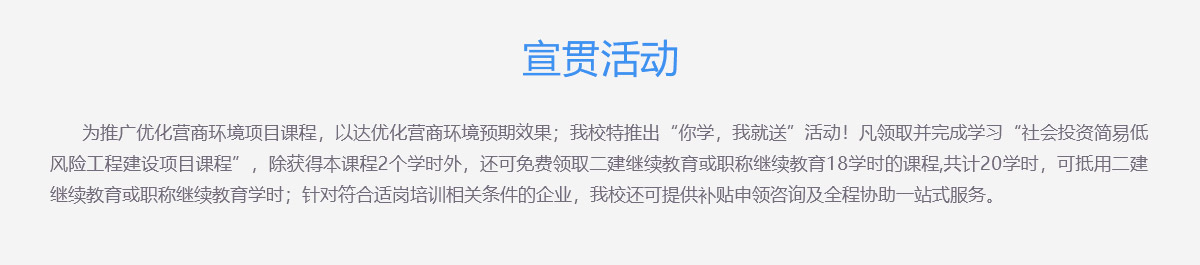 宣贯活动
为推广优化营商环境项目课程，以达优化营商环境预期效果；我校特推出“你学，我就送”活动！凡领取并完成学习“社会投资简易低
风险工程建设项目课程”，除获得本课程2个学时外，还可免费领取二建继续教育或职称继续教育18学时的课程,共计20学时，可抵用二建
继续教育或职称继续教育学时；针对符合适岗培训相关条件的企业，我校还可提供补贴申领咨询及全程协助一站式服务。